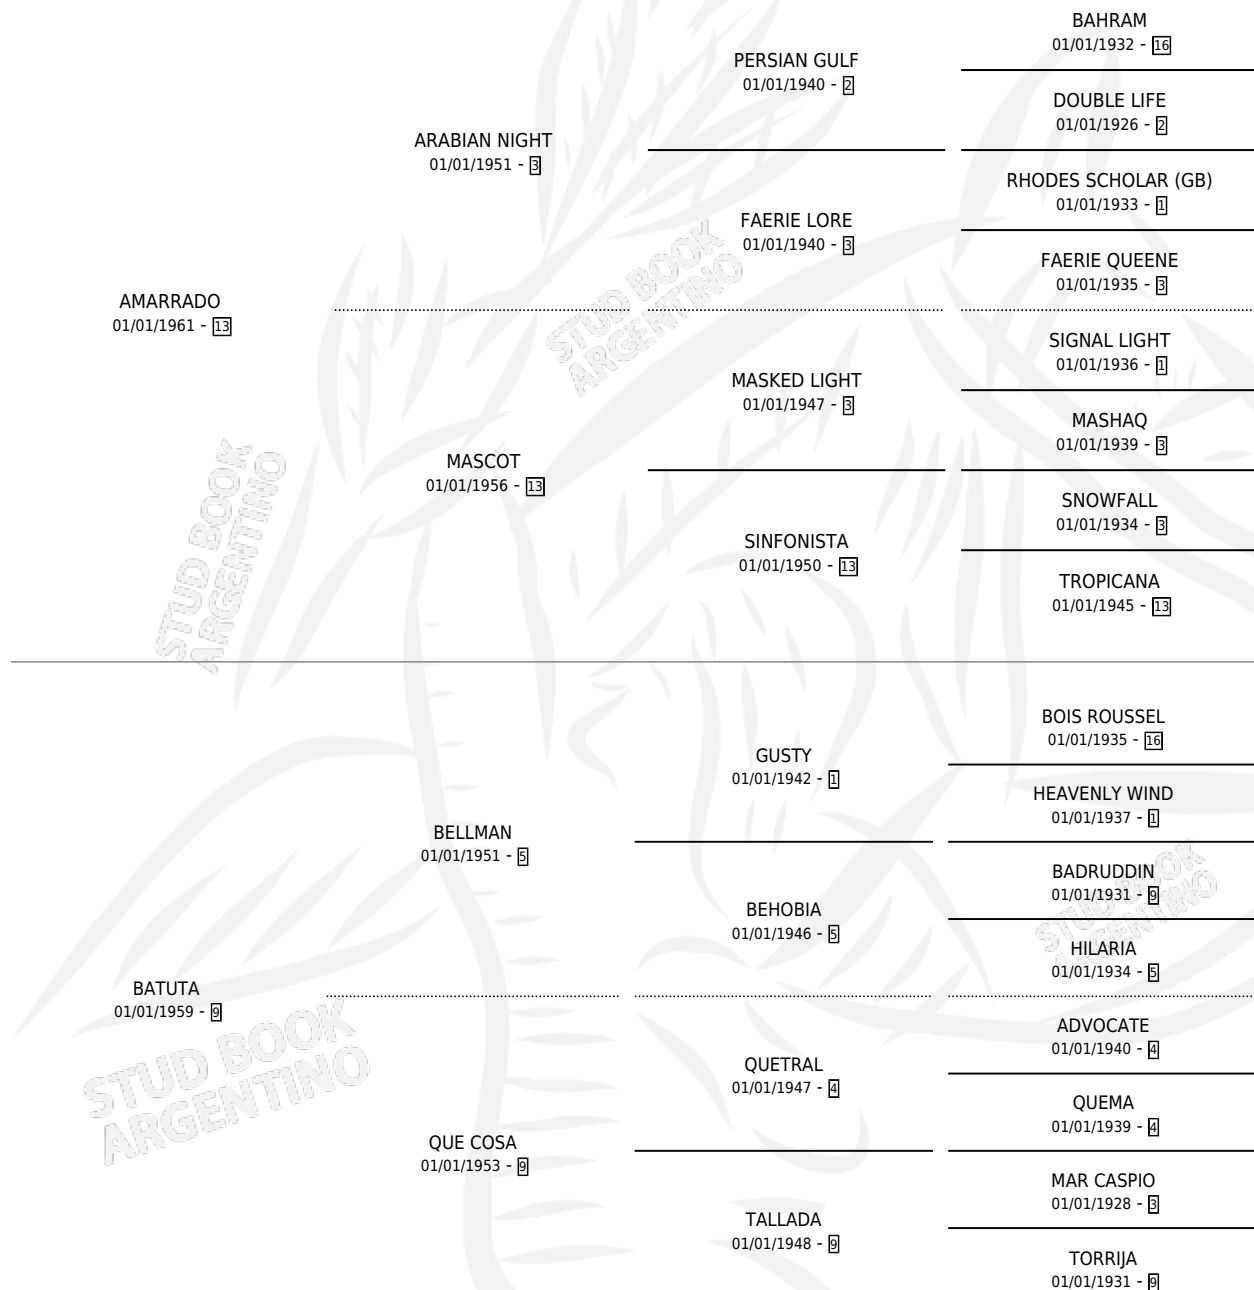 BAHRAM
01/01/1932 - 16
PERSIAN GULF
01/01/1940 - 2
DOUBLE LIFE
01/01/1926 - 2
ARABIAN NIGHT
01/01/1951 - 3
RHODES SCHOLAR (GB)
01/01/1933 - 1
FAERIE LORE
01/01/1940 - 3
FAERIE QUEENE
01/01/1935 - 3
AMARRADO
01/01/1961 - 13
SIGNAL LIGHT
01/01/1936 - 1
MASKED LIGHT
01/01/1947 - 3
MASHAQ
01/01/1939 - 3
MASCOT
01/01/1956 - 13
SNOWFALL
01/01/1934 - 3
SINFONISTA
01/01/1950 - 13
TROPICANA
01/01/1945 - 13
BOIS ROUSSEL
01/01/1935 - 16
GUSTY
01/01/1942 - 1
HEAVENLY WIND
01/01/1937 - 1
BELLMAN
01/01/1951 - 5
BADRUDDIN
01/01/1931 - 9
BEHOBIA
01/01/1946 - 5
HILARIA
01/01/1934 - 5
BATUTA
01/01/1959 - 9
ADVOCATE
01/01/1940 - 4
QUETRAL
01/01/1947 - 4
QUEMA
01/01/1939 - 4
QUE COSA
01/01/1953 - 9
MAR CASPIO
01/01/1928 - 3
TALLADA
01/01/1948 - 9
TORRIJA
01/01/1931 - 9
STUD BOOK
ARGENTINO
STUD BOOK
ARGENTINO
STUD BOOK
ARGENTINO
STUD BOOK
ARGENTINO